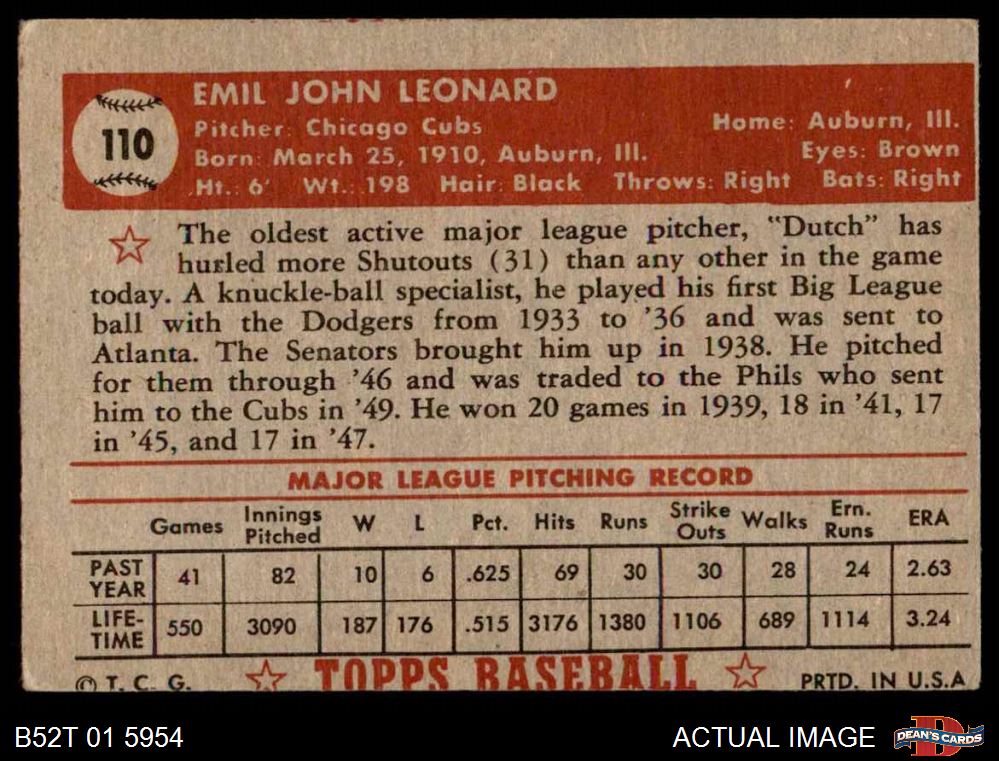 110
EMIL JOHN LEONARD
Pitcher: Chicago Cubs Home: Auburn, Ill.
Born: March 25, 1910, Auburn, Ill. Eyes: Brown
Ht.: 6' Wt.: 198 Hair: Black Throws: Right Bats: Right
The oldest active major league pitcher, "Dutch" has
hurled more Shutouts (31) than any other in the game
today. A knuckle-ball specialist, he played his first Big League
ball with the Dodgers from 1933 to '36 and was sent to
Atlanta. The Senators brought him up in 1938. He pitched
for them through '46 and was traded to the Phils who sent
him to the Cubs in '49. He won 20 games in 1939, 18 in '41, 17
in '45, and 17 in '47.
MAJOR LEAGUE PITCHING RECORD
Games Innings Pitched W L Pct. Hits Runs Strike Outs Walks Ern. Runs ERA
PAST YEAR 41 82 10 6 .625 69 30 30 28 24 2.63
LIFE-TIME 550 3090 187 176 .515 3176 1380 1106 689 1114 3.24
© T. C. G. TOPPS BASEBALL PRTD. IN U.S.A
B52T 01 5954 ACTUAL IMAGE DEAN'S CARDS